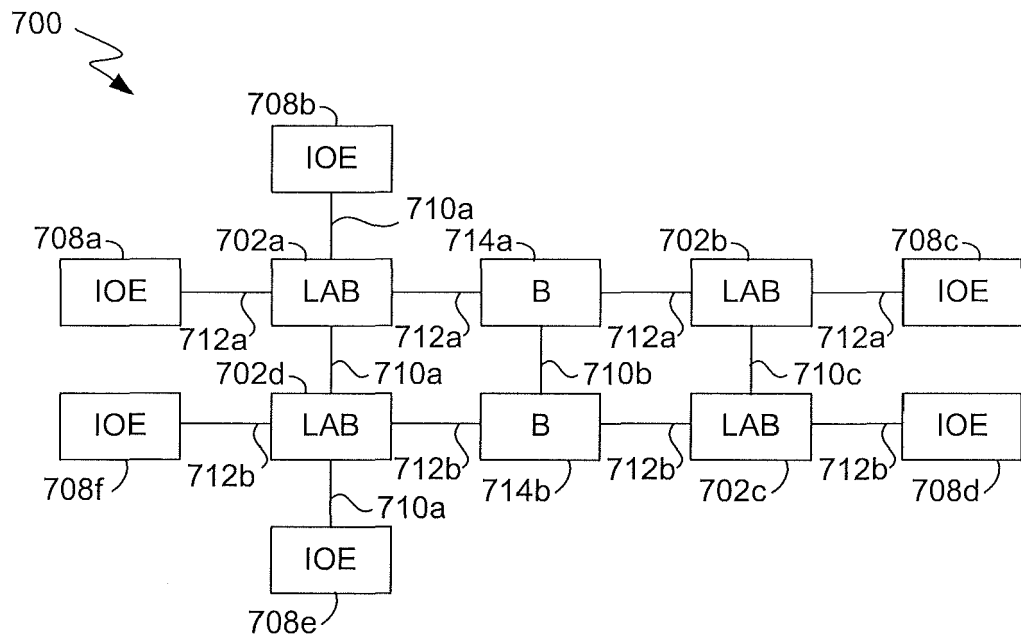 700
708b
IOE
710a
708a 702a 714a 702b 708c
IOE LAB B LAB IOE
712a 712a 712a 712a
702d 710a 710b 710c
IOE LAB B LAB IOE
708f 712b 712b 714b 712b 702c 712b 708d
710a
IOE
708e